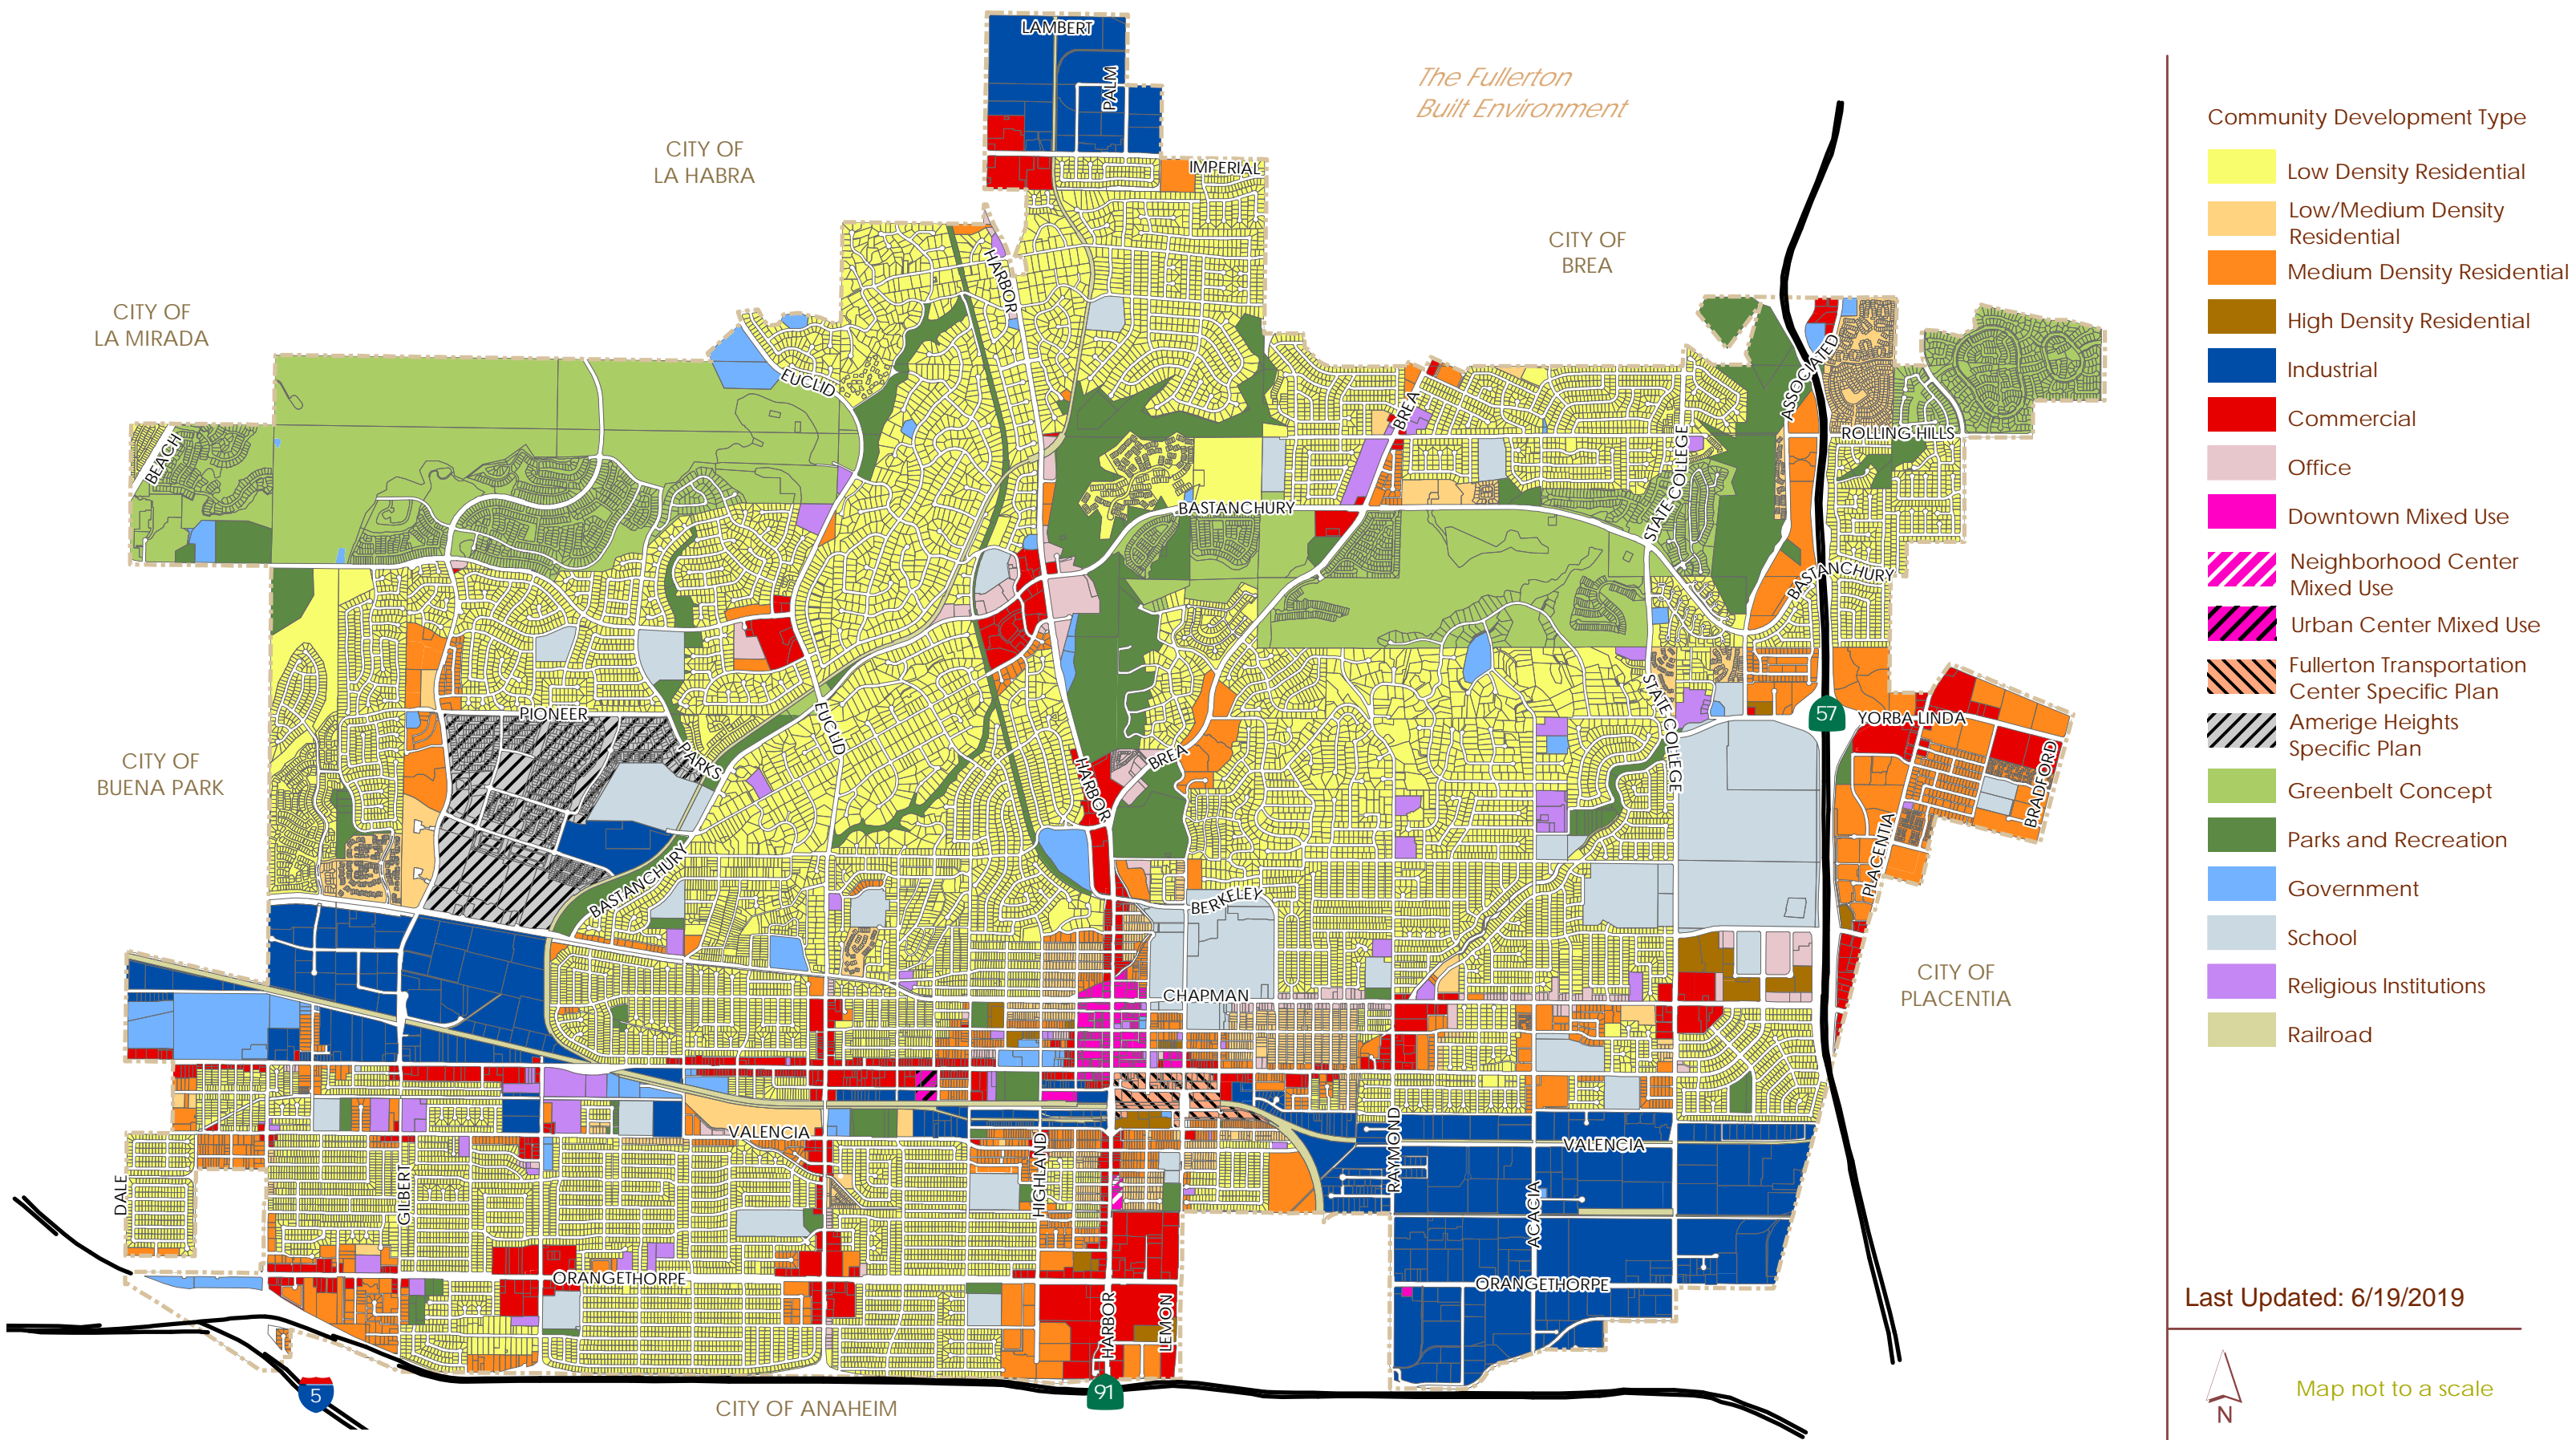 LAMBERT
PALM
The Fullerton
Built Environment
CITY OF
LA HABRA
IMPERIAL
CITY OF
BREA
HARBOR
CITY OF
LA MIRADA
EUCLID
ASSOCIATED
BREA
BEACH
STATE COLLEGE
ROLLING HILLS
BASTANCHURY
BASTANCHURY
PIONEER
EUCLID
PARKS
STATE COLLEGE
57
YORBA LINDA
CITY OF
BUENA PARK
HARBOR
BREA
BRADFORD
PLACENTIA
BASTANCHURY
BERKELEY
CHAPMAN
CITY OF
PLACENTIA
VALENCIA
HIGHLAND
RAYMOND
VALENCIA
DALE
GILBERT
ACACIA
ORANGETHORPE
ORANGETHORPE
HARBOR
LEMON
5
91
CITY OF ANAHEIM
Community Development Type
Low Density Residential
Low/Medium Density
Residential
Medium Density Residential
High Density Residential
Industrial
Commercial
Office
Downtown Mixed Use
Neighborhood Center
Mixed Use
Urban Center Mixed Use
Fullerton Transportation
Center Specific Plan
Amerige Heights
Specific Plan
Greenbelt Concept
Parks and Recreation
Government
School
Religious Institutions
Railroad
Last Updated: 6/19/2019
N
Map not to a scale